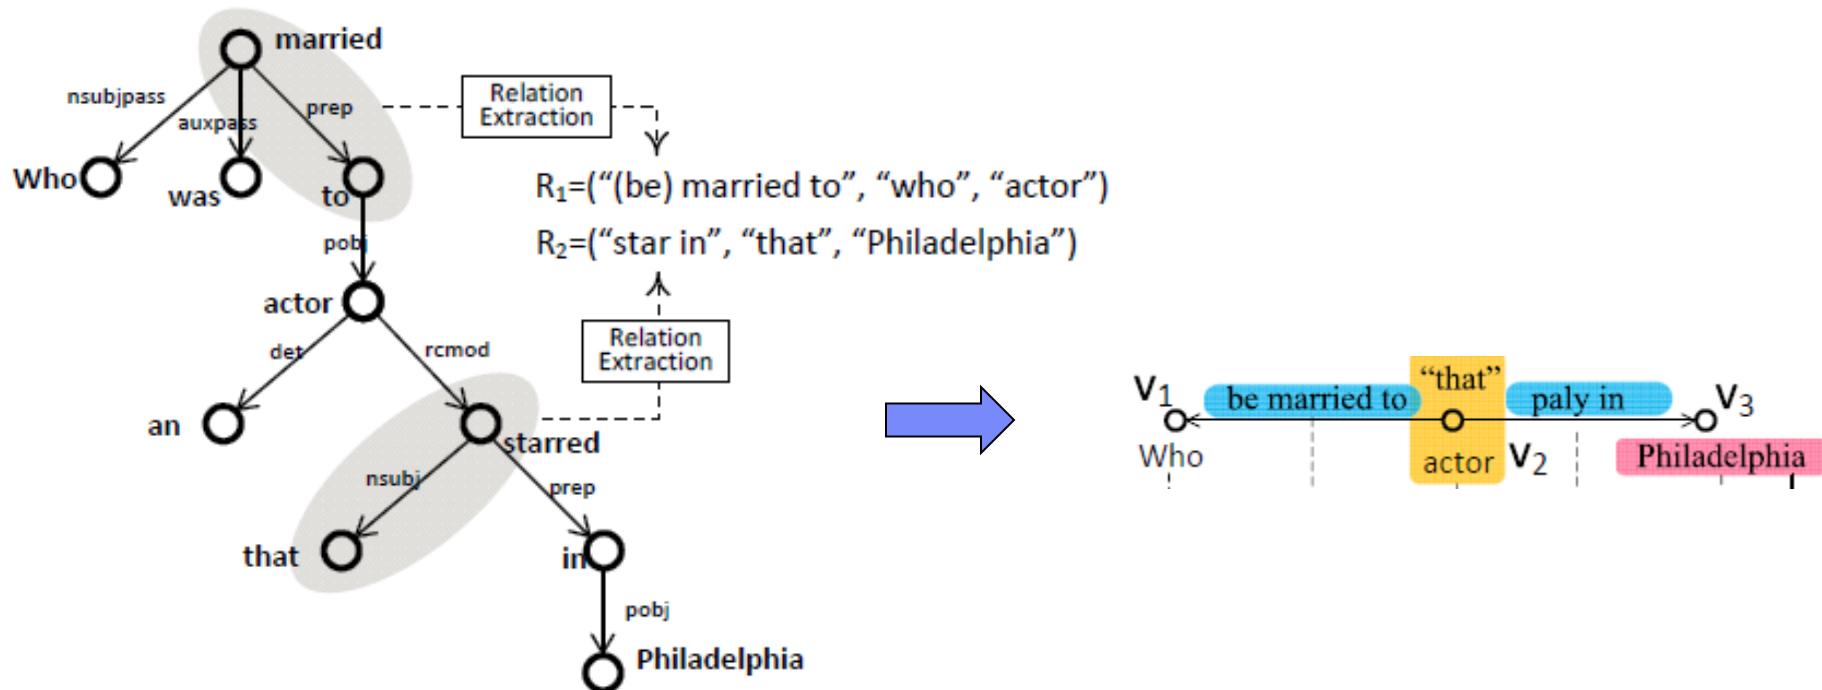 married
nsubjpass
auxpass
prep
Relation
Extraction
Who
was
to
R₁=(“(be) married to”, “who”, “actor”)
R₂=(“star in”, “that”, “Philadelphia”)
pobj
actor
det
rcmod
Relation
Extraction
an
starred
nsubj
prep
that
in
pobj
Philadelphia
“that”
V₁ be married to paly in V₃
Who actor V₂ Philadelphia